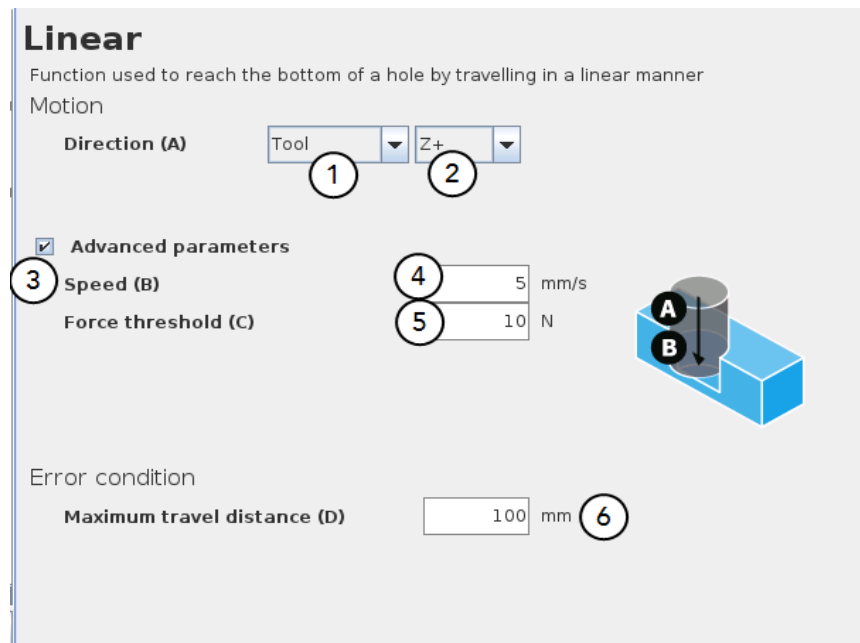 Linear
Function used to reach the bottom of a hole by travelling in a linear manner
Motion
Direction (A) Tool Z+
1 2
Advanced parameters
3 Speed (B) 4 5 mm/s
Force threshold (C) 5 10 N
A
B
Error condition
Maximum travel distance (D) 100 mm 6